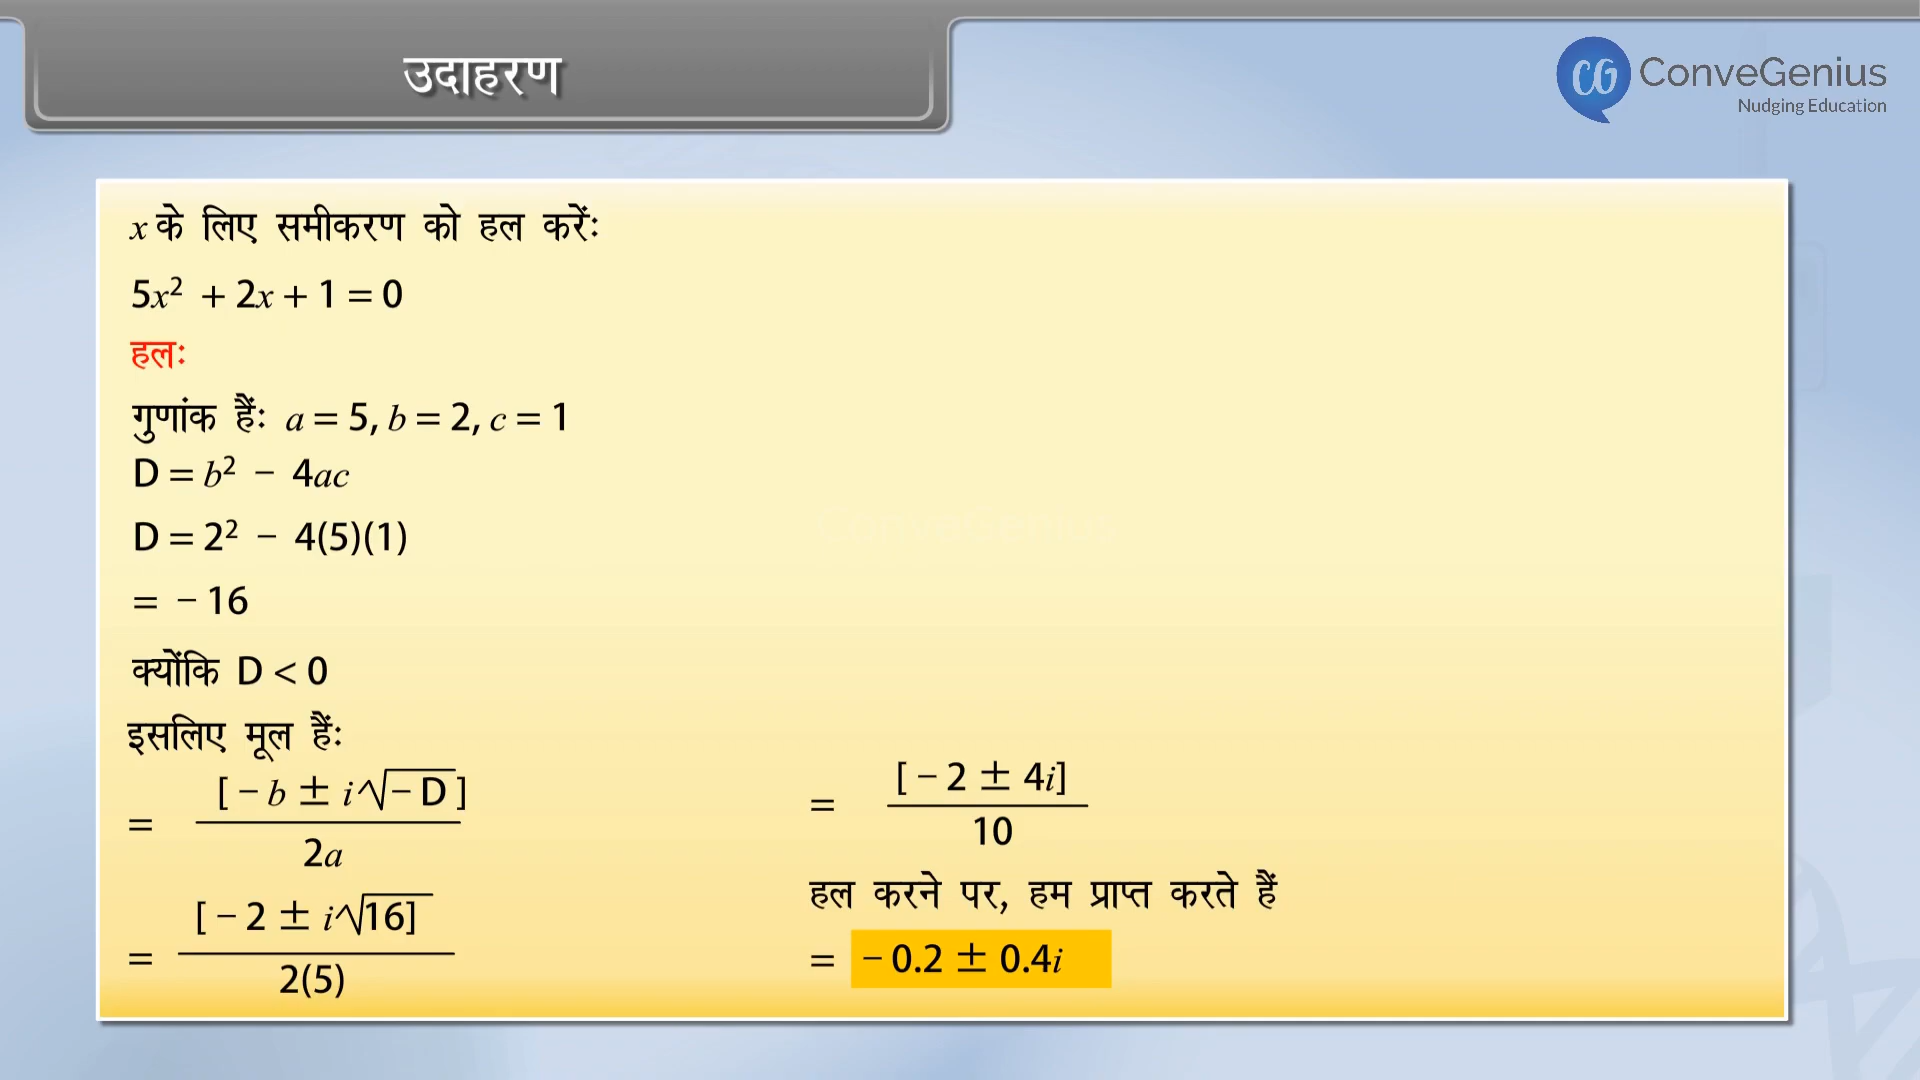 उदाहरण
CG ConveGenius
Nudging Education
x के लिए समीकरण को हल करेंः
5x² + 2x + 1 = 0
हलः
गुणांक हैंः a = 5, b = 2, c = 1
D = b² − 4ac
D = 2² − 4(5)(1)
= − 16
क्योंकि D < 0
इसलिए मूल हैंः
= [ − b ± i√−D ] / 2a
= [ − 2 ± i√16] / 2(5)
= [ − 2 ± 4i] / 10
हल करने पर, हम प्राप्त करते हैं
= − 0.2 ± 0.4i
ConveGenius